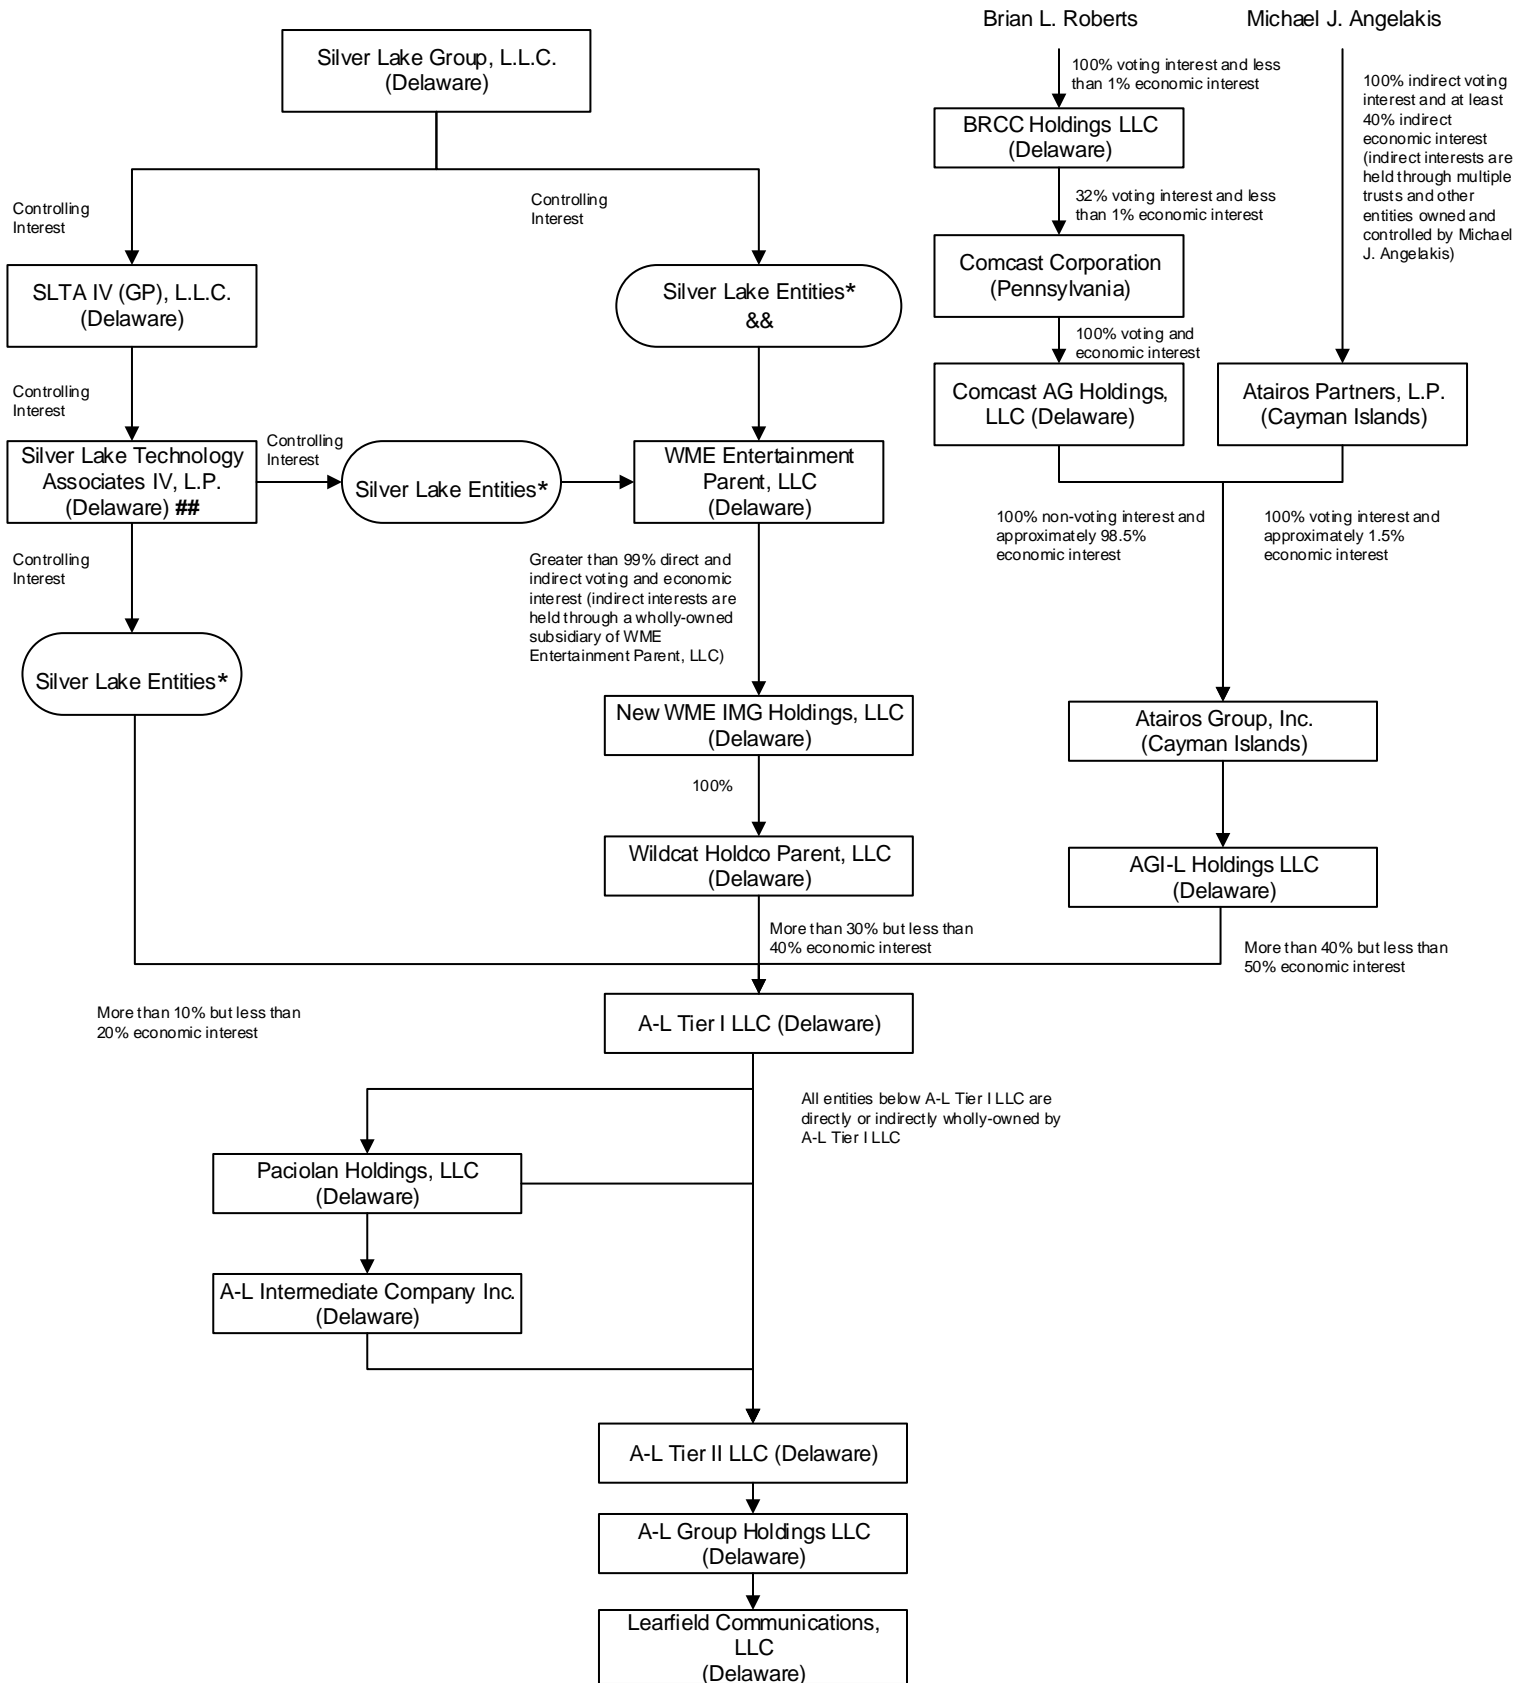 Brian L. Roberts
Michael J. Angelakis
Silver Lake Group, L.L.C.
(Delaware)
100% voting interest and less
than 1% economic interest
100% indirect voting
interest and at least
40% indirect
economic interest
(indirect interests are
held through multiple
trusts and other
entities owned and
controlled by Michael
J. Angelakis)
BRCC Holdings LLC
(Delaware)
Controlling
Interest
Controlling
Interest
32% voting interest and less
than 1% economic interest
SLTA IV (GP), L.L.C.
(Delaware)
Silver Lake Entities*
&&
Comcast Corporation
(Pennsylvania)
100% voting and
economic interest
Controlling
Interest
Comcast AG Holdings,
LLC (Delaware)
Atairos Partners, L.P.
(Cayman Islands)
Silver Lake Technology
Associates IV, L.P.
(Delaware) ##
Controlling
Interest
Silver Lake Entities*
WME Entertainment
Parent, LLC
(Delaware)
100% non-voting interest and
approximately 98.5%
economic interest
100% voting interest and
approximately 1.5%
economic interest
Controlling
Interest
Greater than 99% direct and
indirect voting and economic
interest (indirect interests are
held through a wholly-owned
subsidiary of WME
Entertainment Parent, LLC)
Silver Lake Entities*
New WME IMG Holdings, LLC
(Delaware)
Atairos Group, Inc.
(Cayman Islands)
100%
Wildcat Holdco Parent, LLC
(Delaware)
AGI-L Holdings LLC
(Delaware)
More than 30% but less than
40% economic interest
More than 40% but less than
50% economic interest
More than 10% but less than
20% economic interest
A-L Tier I LLC (Delaware)
All entities below A-L Tier I LLC are
directly or indirectly wholly-owned by
A-L Tier I LLC
Paciolan Holdings, LLC
(Delaware)
A-L Intermediate Company Inc.
(Delaware)
A-L Tier II LLC (Delaware)
A-L Group Holdings LLC
(Delaware)
Learfield Communications,
LLC
(Delaware)